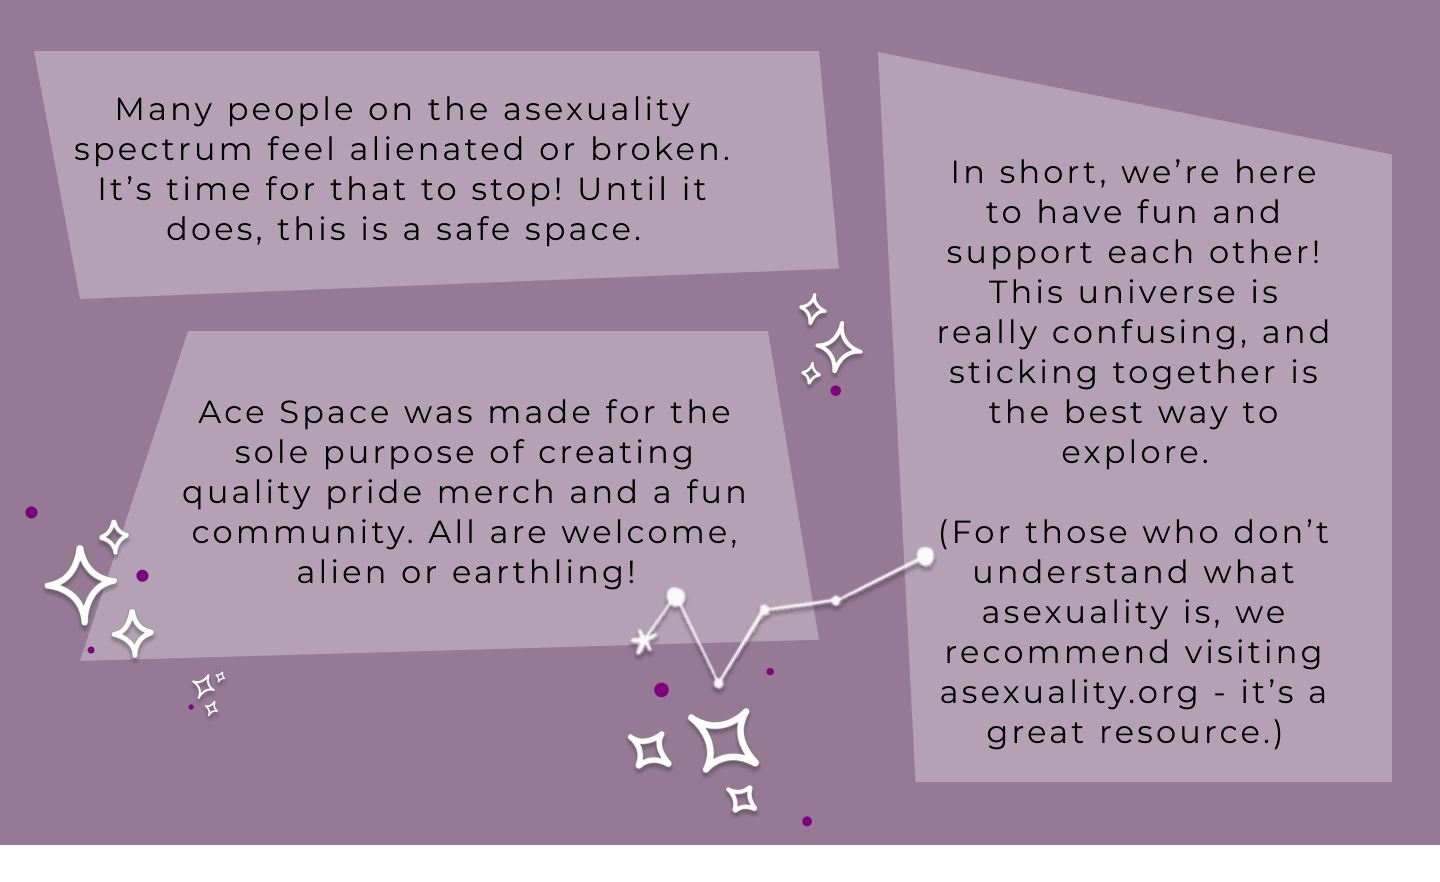 Many people on the asexuality
spectrum feel alienated or broken.
It’s time for that to stop! Until it
does, this is a safe space.
Ace Space was made for the
sole purpose of creating
quality pride merch and a fun
community. All are welcome,
alien or earthling!
In short, we’re here
to have fun and
support each other!
This universe is
really confusing, and
sticking together is
the best way to
explore.
(For those who don’t
understand what
asexuality is, we
recommend visiting
asexuality.org - it’s a
great resource.)